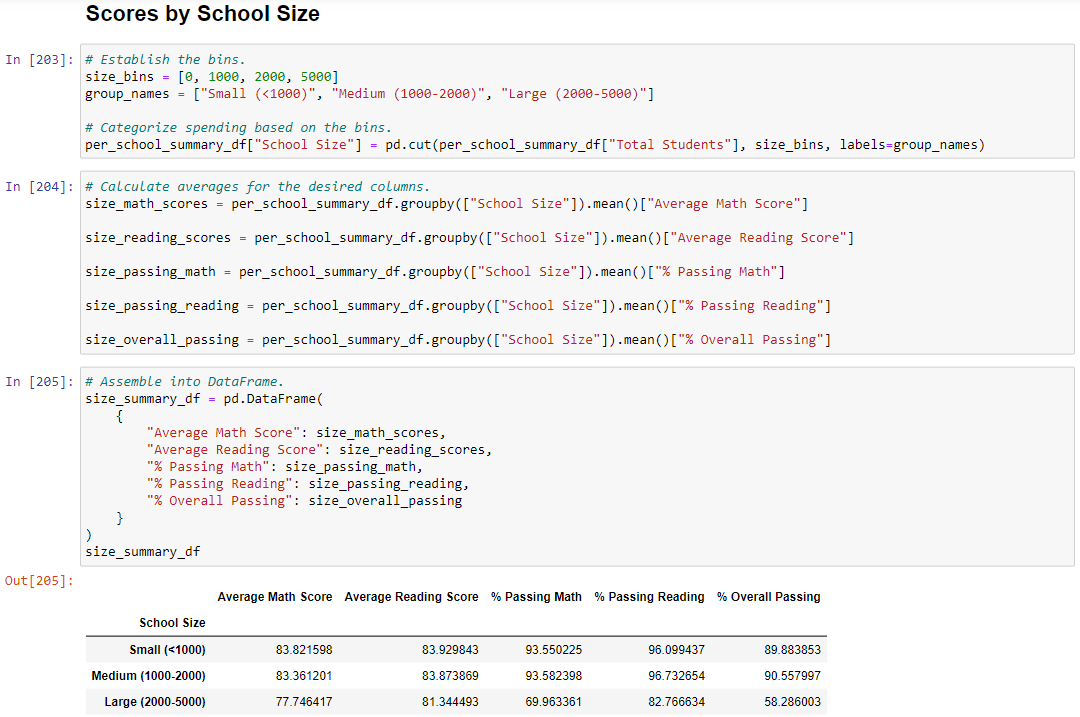 Scores by School Size
In [203]:
# Establish the bins.
size_bins = [0, 1000, 2000, 5000]
group_names = ["Small (<1000)", "Medium (1000-2000)", "Large (2000-5000)"]
# Categorize spending based on the bins.
per_school_summary_df["School Size"] = pd.cut(per_school_summary_df["Total Students"], size_bins, labels=group_names)
In [204]:
# Calculate averages for the desired columns.
size_math_scores = per_school_summary_df.groupby(["School Size"]).mean()["Average Math Score"]
size_reading_scores = per_school_summary_df.groupby(["School Size"]).mean()["Average Reading Score"]
size_passing_math = per_school_summary_df.groupby(["School Size"]).mean()["% Passing Math"]
size_passing_reading = per_school_summary_df.groupby(["School Size"]).mean()["% Passing Reading"]
size_overall_passing = per_school_summary_df.groupby(["School Size"]).mean()["% Overall Passing"]
In [205]:
# Assemble into DataFrame.
size_summary_df = pd.DataFrame(
    {
        "Average Math Score": size_math_scores,
        "Average Reading Score": size_reading_scores,
        "% Passing Math": size_passing_math,
        "% Passing Reading": size_passing_reading,
        "% Overall Passing": size_overall_passing
    }
)
size_summary_df
Out[205]:
Average Math Score Average Reading Score % Passing Math % Passing Reading % Overall Passing
School Size
Small (<1000) 83.821598 83.929843 93.550225 96.099437 89.883853
Medium (1000-2000) 83.361201 83.873869 93.582398 96.732654 90.557997
Large (2000-5000) 77.746417 81.344493 69.963361 82.766634 58.286003